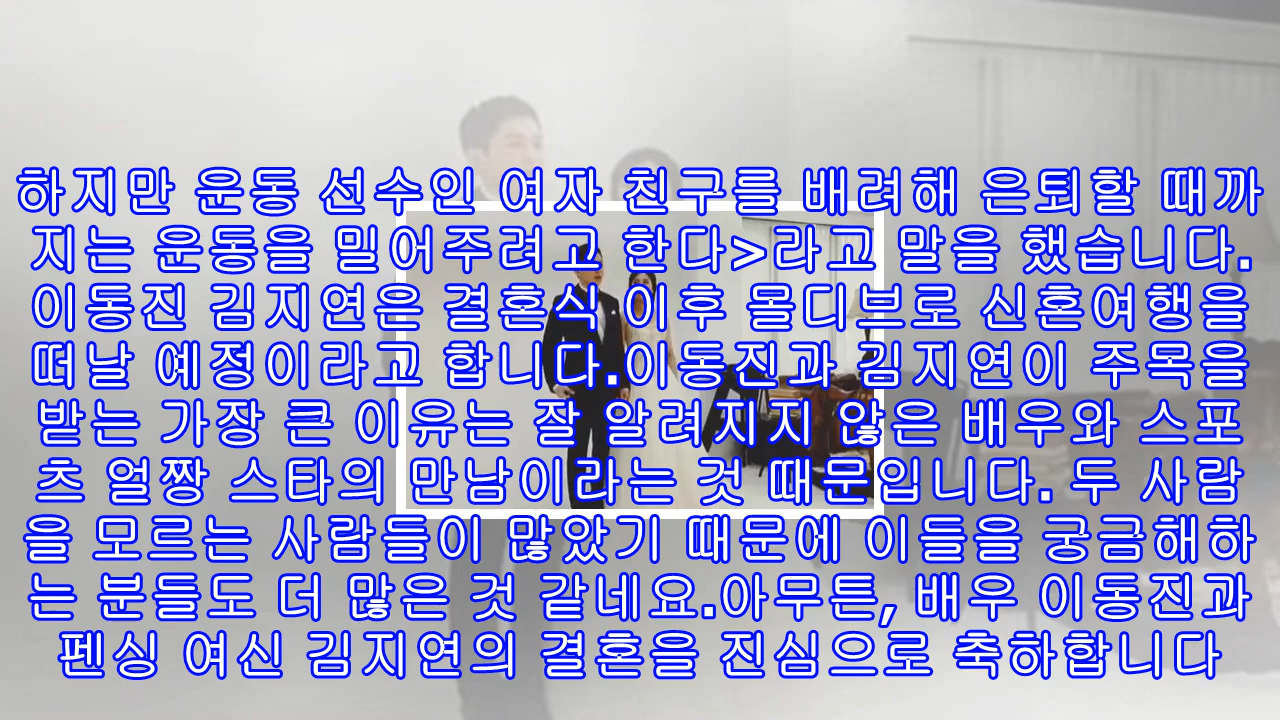 하지만 운동 선수인 여자 친구를 배려해 은퇴할 때까
지는 운동을 밀어주려고 한다>라고 말을 했습니다.
이동진 김지연은 결혼식 이후 몰디브로 신혼여행을
떠날 예정이라고 합니다.이동진과 김지연이 주목을
받는 가장 큰 이유는 잘 알려지지 않은 배우와 스포
츠 얼짱 스타의 만남이라는 것 때문입니다. 두 사람
을 모르는 사람들이 많았기 때문에 이들을 궁금해하
는 분들도 더 많은 것 같네요.아무튼, 배우 이동진과
펜싱 여신 김지연의 결혼을 진심으로 축하합니다